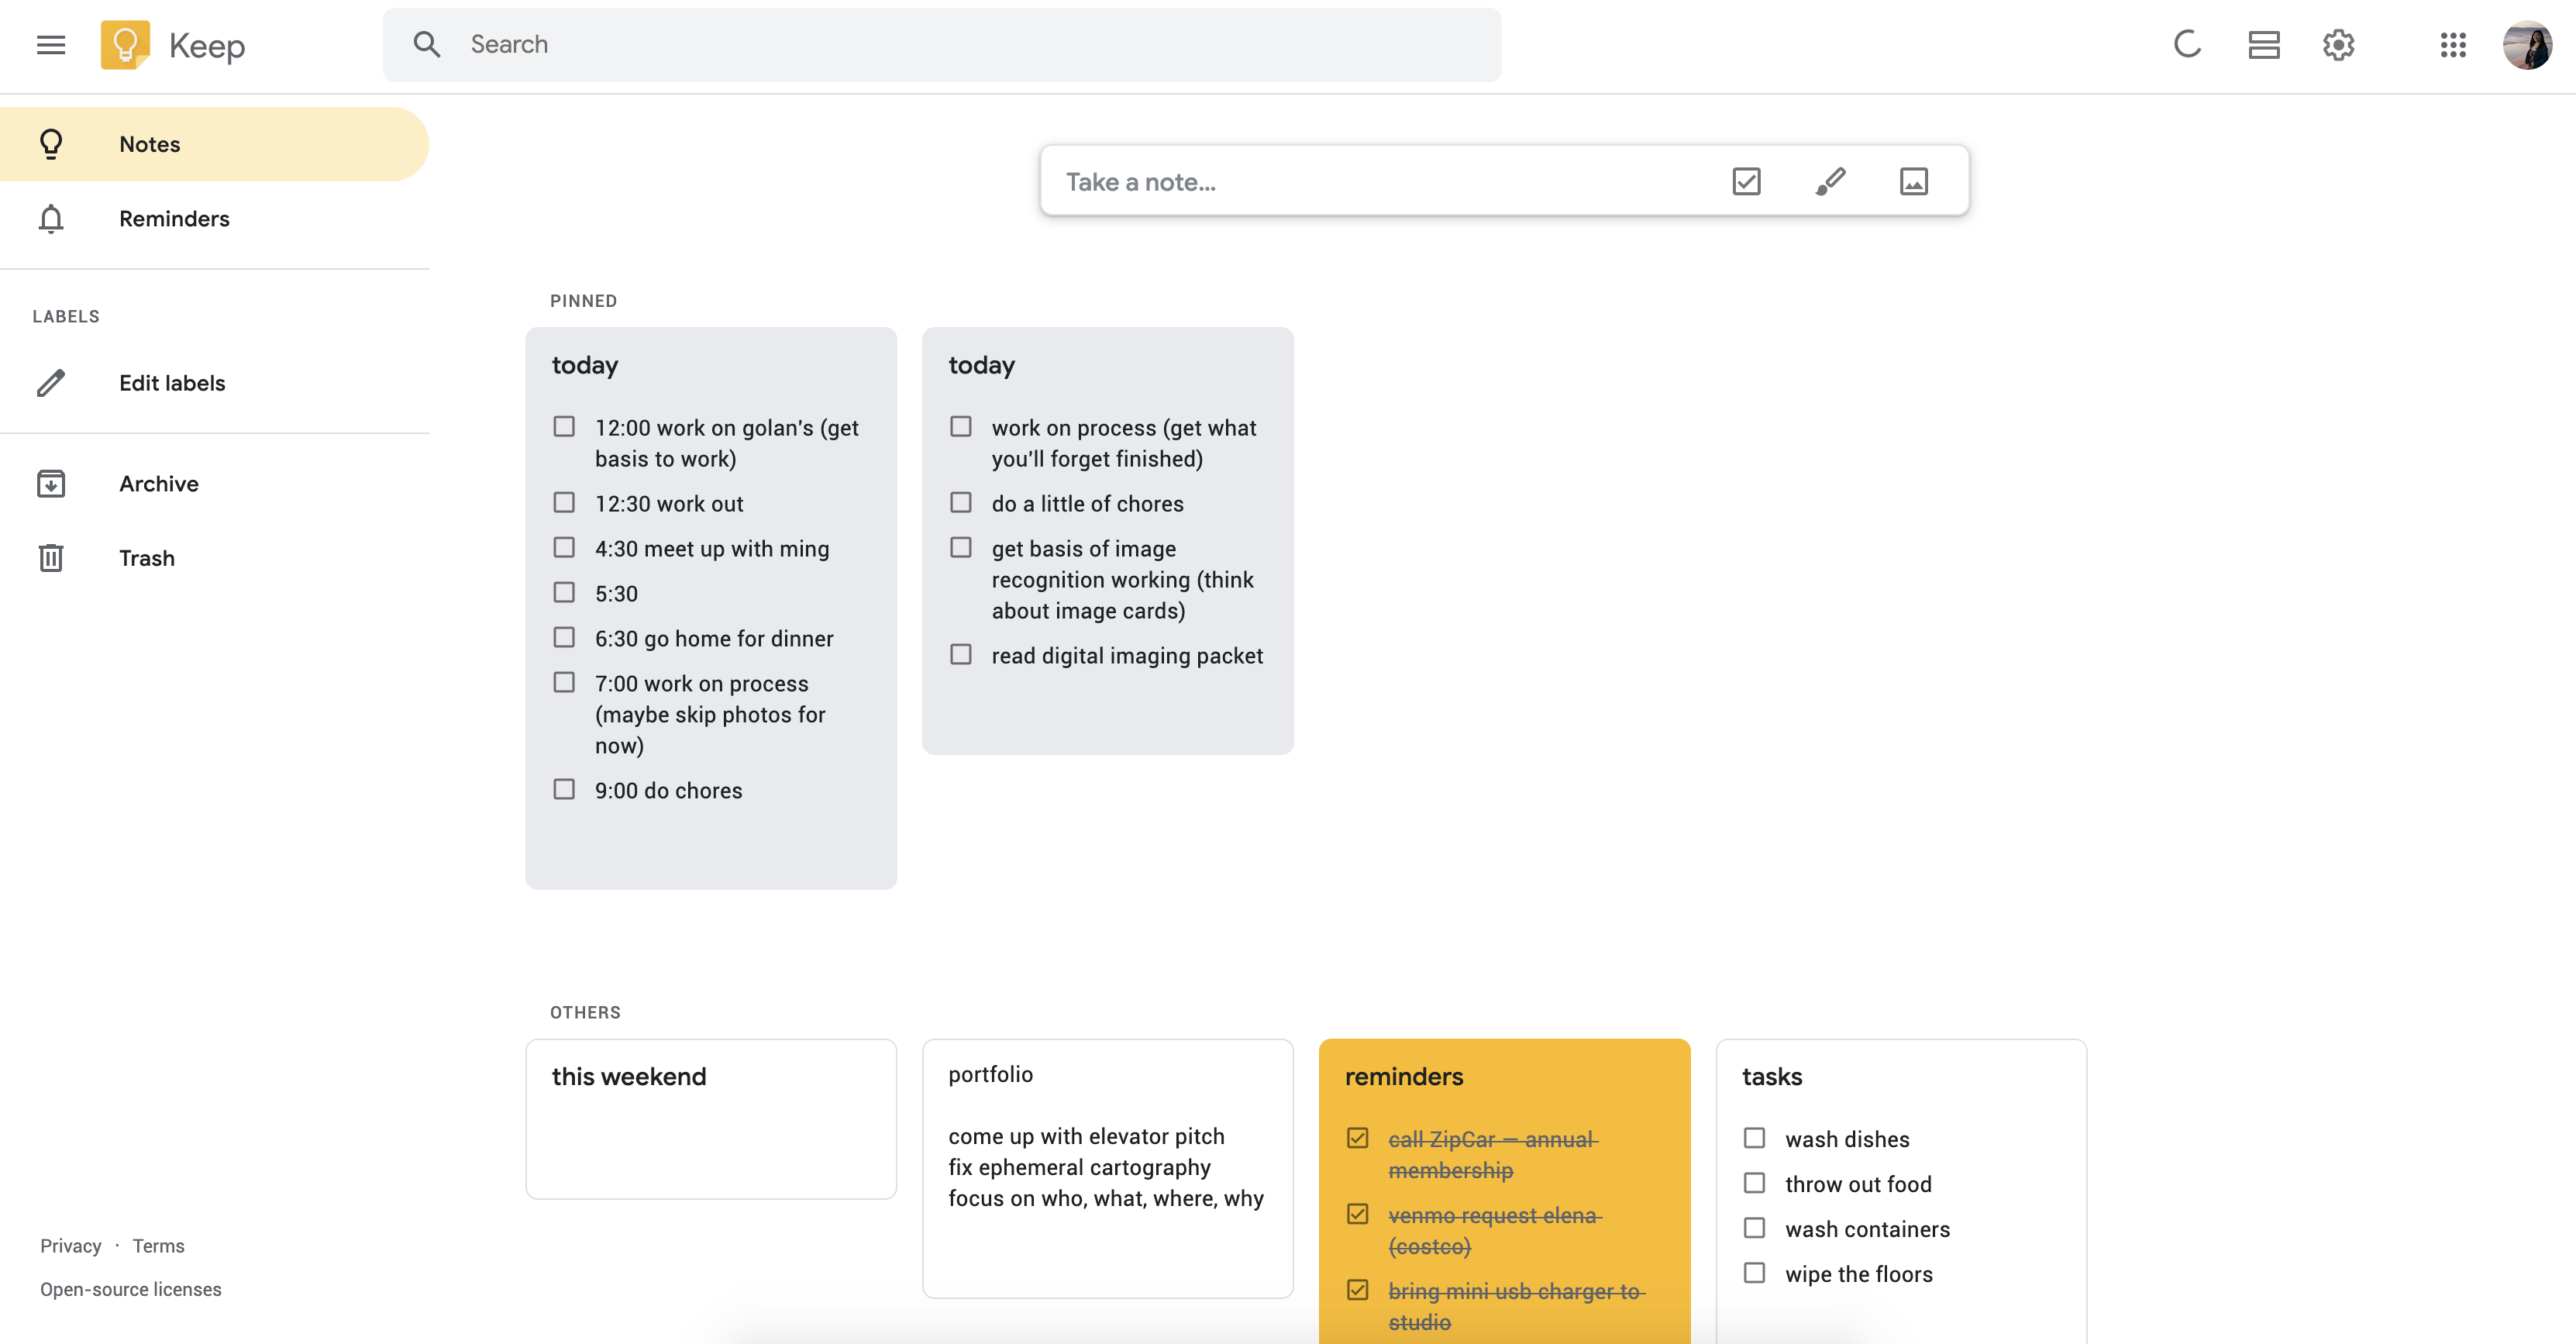 Keep
Search
Notes
Reminders
LABELS
Edit labels
Archive
Trash
Privacy · Terms
Open-source licenses
Take a note...
PINNED
today
12:00 work on golan's (get
basis to work)
12:30 work out
4:30 meet up with ming
5:30
6:30 go home for dinner
7:00 work on process
(maybe skip photos for
now)
9:00 do chores
today
work on process (get what
you'll forget finished)
do a little of chores
get basis of image
recognition working (think
about image cards)
read digital imaging packet
OTHERS
this weekend
portfolio
come up with elevator pitch
fix ephemeral cartography
focus on who, what, where, why
reminders
call ZipCar — annual
membership
venmo request elena
(costco)
bring mini usb charger to
studio
tasks
wash dishes
throw out food
wash containers
wipe the floors